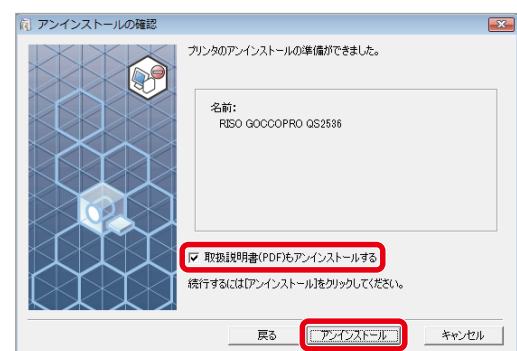 アンインストールの確認
プリンタのアンインストールの準備ができました。
名前:
RISO GOCCOPRO QS2536
取扱説明書(PDF)もアンインストールする
続行するには[アンインストール]をクリックしてください。
戻る
アンインストール
キャンセル